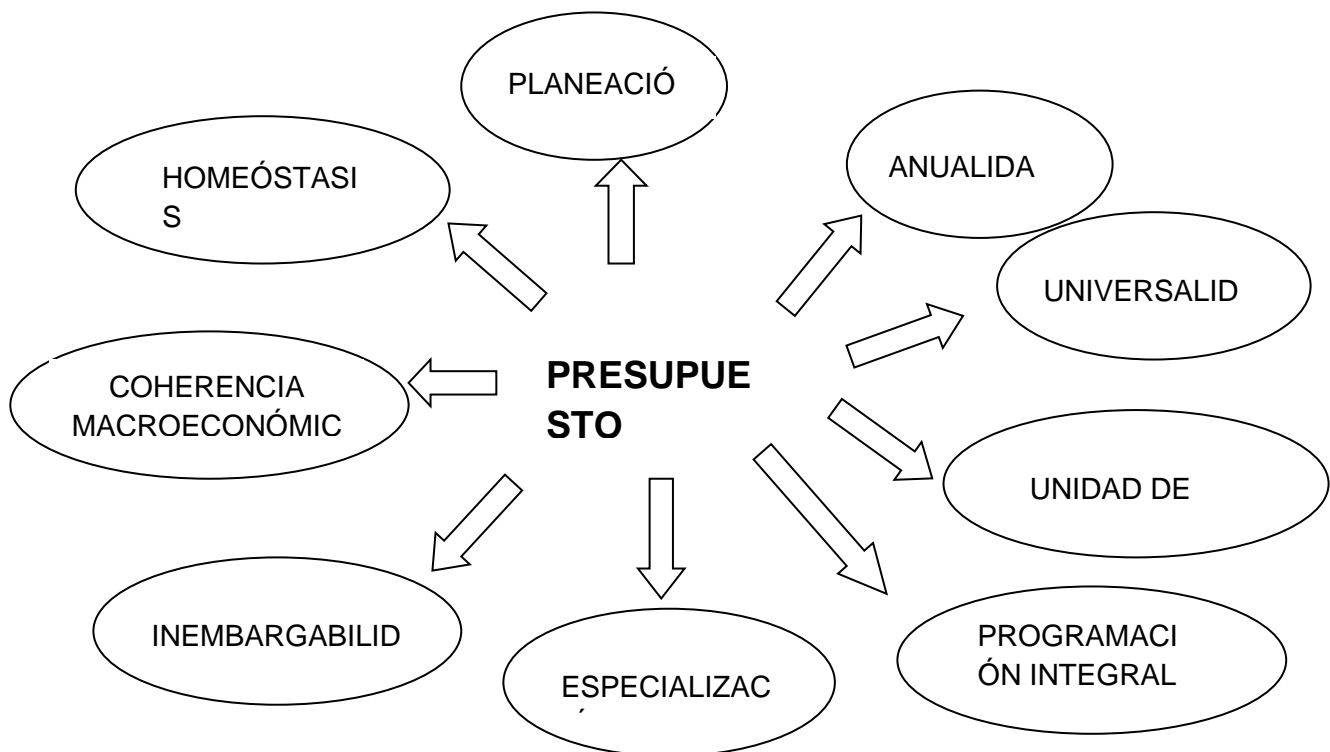 PLANEACIÓ
HOMEÓSTASI
S
ANUALIDA
UNIVERSALID
PRESUPUE
STO
COHERENCIA
MACROECONÓMIC
UNIDAD DE
INEMBARGABILID
ESPECIALIZAC
PROGRAMACI
ÓN INTEGRAL